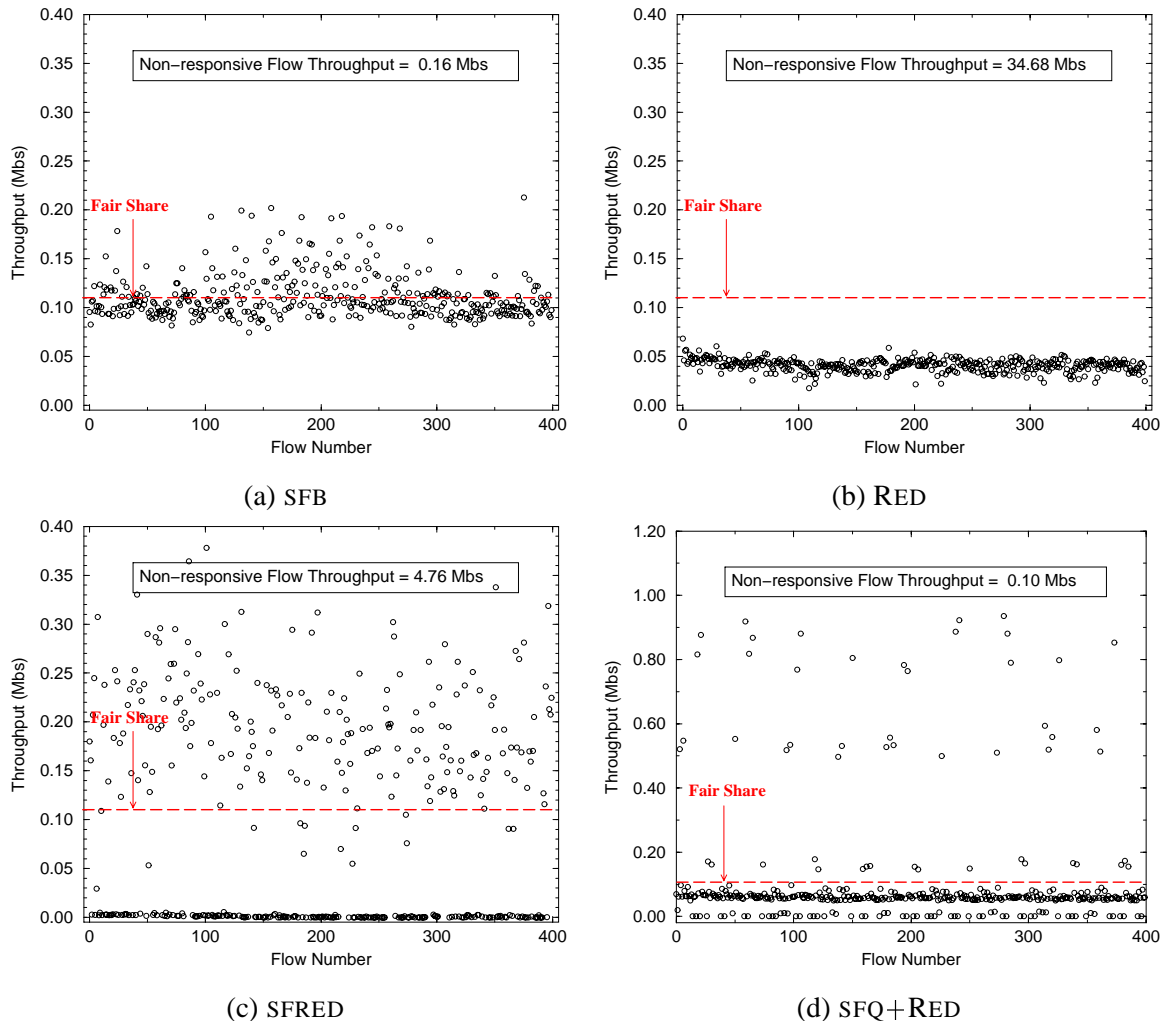 0.40
0.35
0.30
0.25
0.20
0.15
0.10
0.05
0.00
Throughput (Mbs)
Non−responsive Flow Throughput = 0.16 Mbs
Fair Share
0 100 200 300 400
Flow Number
(a) SFB
0.40
0.35
0.30
0.25
0.20
0.15
0.10
0.05
0.00
Throughput (Mbs)
Non−responsive Flow Throughput = 34.68 Mbs
Fair Share
0 100 200 300 400
Flow Number
(b) RED
0.40
0.35
0.30
0.25
0.20
0.15
0.10
0.05
0.00
Throughput (Mbs)
Non−responsive Flow Throughput = 4.76 Mbs
Fair Share
0 100 200 300 400
Flow Number
(c) SFRED
1.20
1.00
0.80
0.60
0.40
0.20
0.00
Throughput (Mbs)
Non−responsive Flow Throughput = 0.10 Mbs
Fair Share
0 100 200 300 400
Flow Number
(d) SFQ+RED